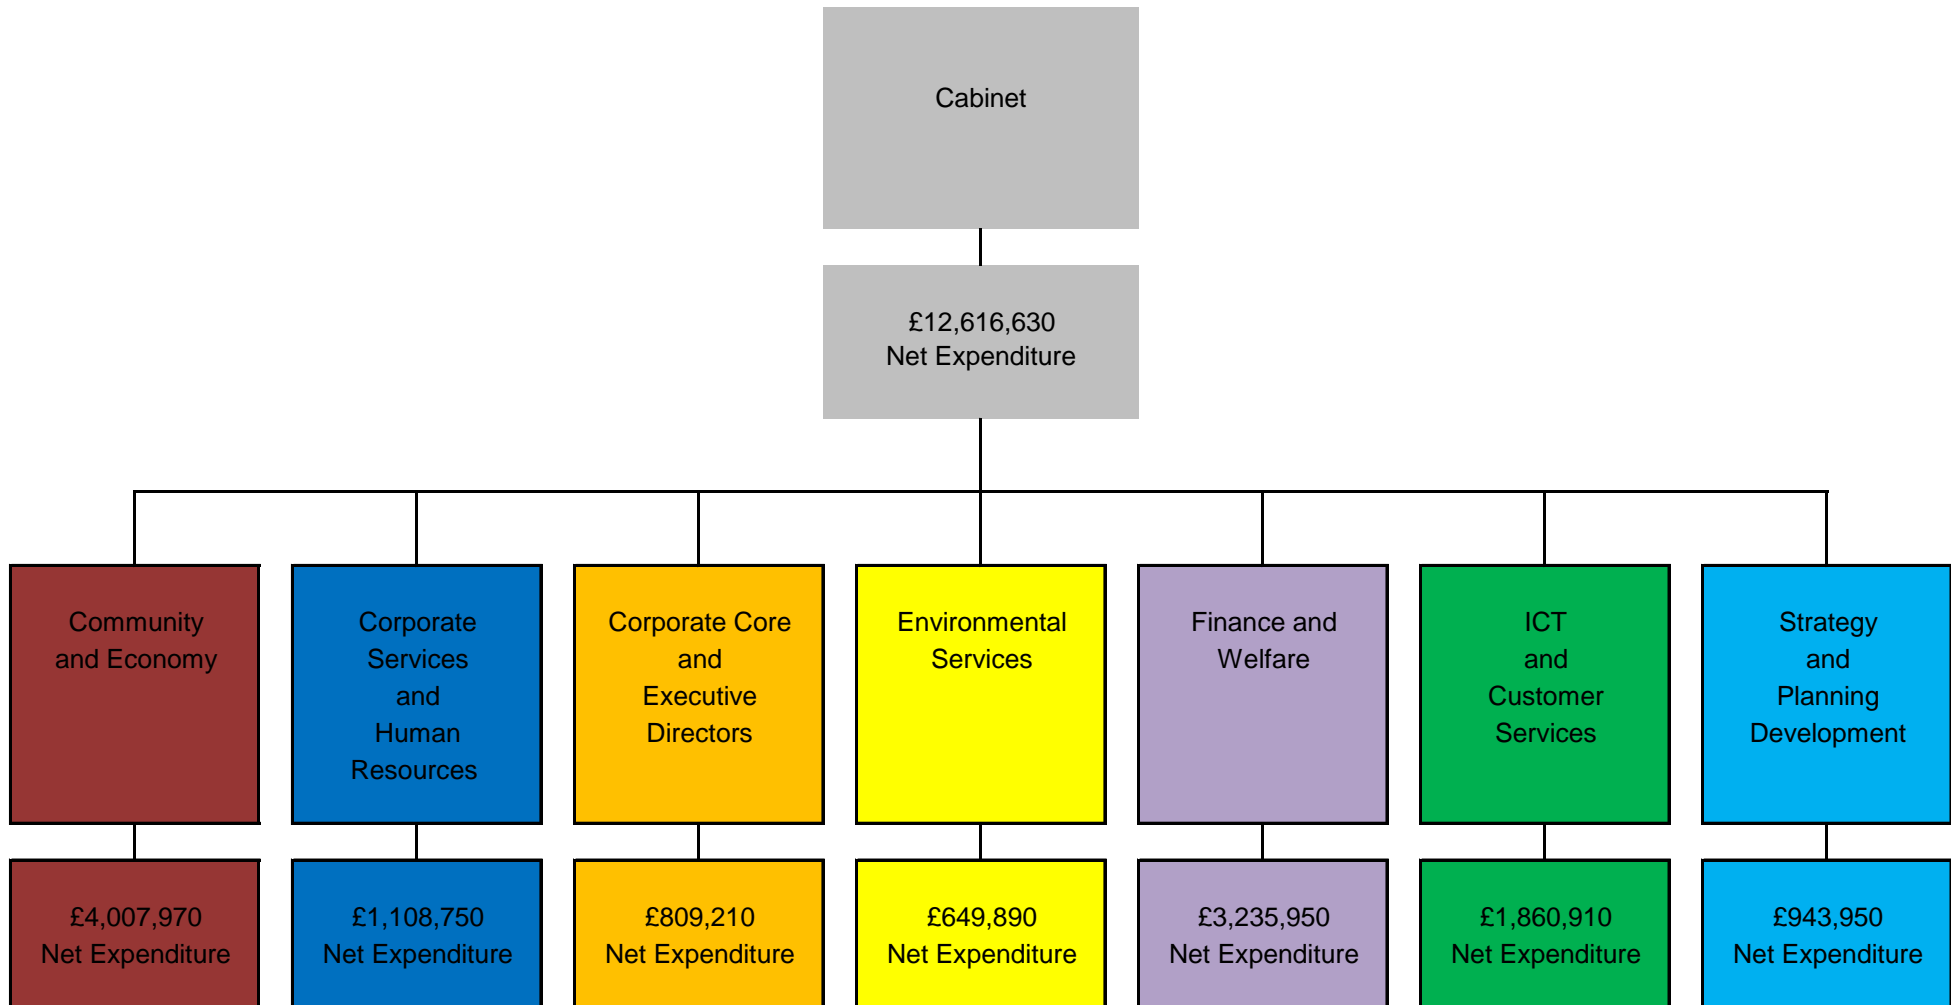 Cabinet
£12,616,630
Net Expenditure
Community
and Economy
Corporate
Services
and
Human
Resources
Corporate Core
and
Executive
Directors
Environmental
Services
Finance and
Welfare
ICT
and
Customer
Services
Strategy
and
Planning
Development
£4,007,970
Net Expenditure
£1,108,750
Net Expenditure
£809,210
Net Expenditure
£649,890
Net Expenditure
£3,235,950
Net Expenditure
£1,860,910
Net Expenditure
£943,950
Net Expenditure